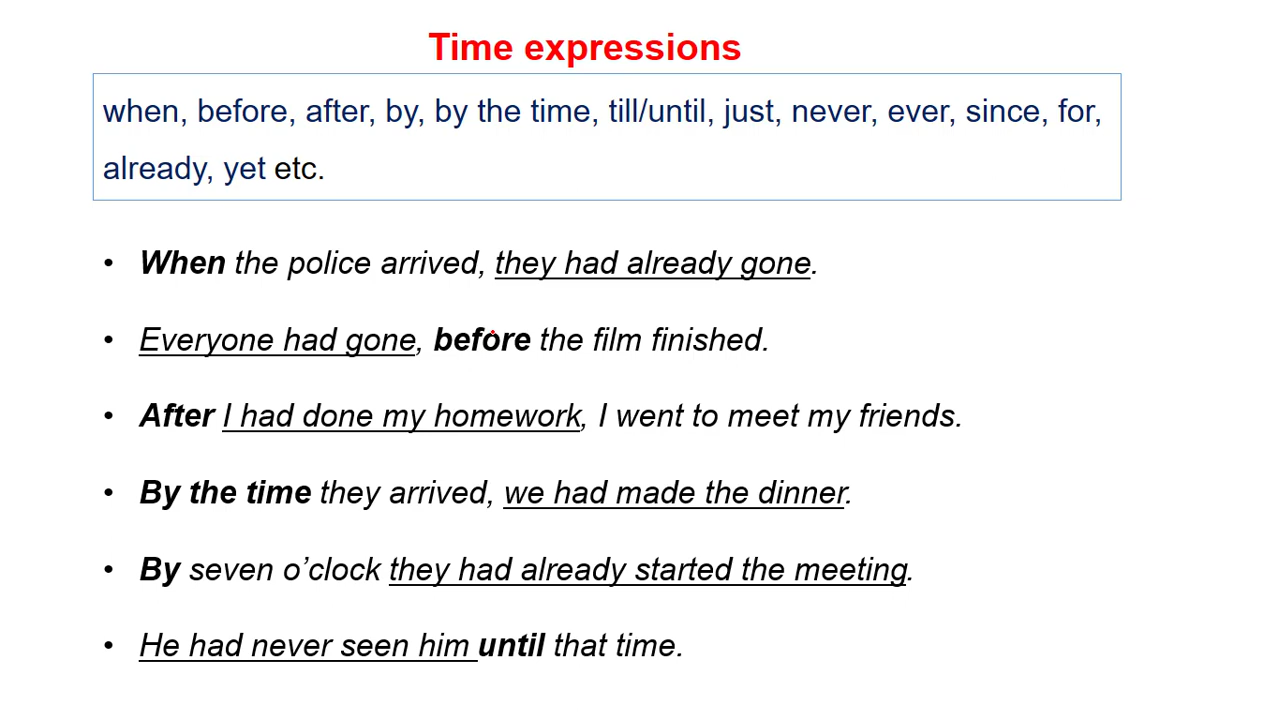 Time expressions
when, before, after, by, by the time, till/until, just, never, ever, since, for,
already, yet etc.
• When the police arrived, they had already gone.
• Everyone had gone, before the film finished.
• After I had done my homework, I went to meet my friends.
• By the time they arrived, we had made the dinner.
• By seven o’clock they had already started the meeting.
• He had never seen him until that time.